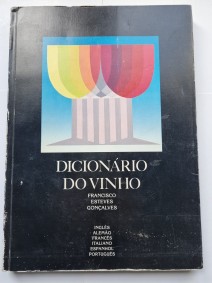 DICIONÁRIO
DO VINHO
FRANCISCO
ESTEVES
GONÇALVES
INGLÊS
ALEMÃO
FRANCÊS
ITALIANO
ESPANHOL
PORTUGUÊS